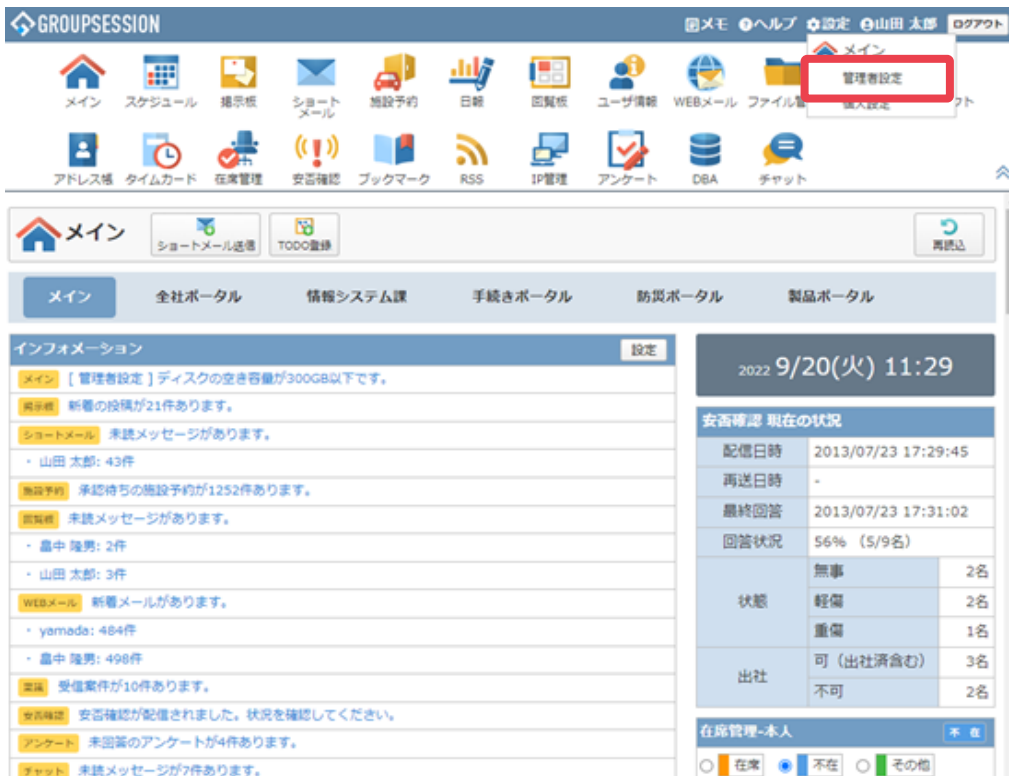 GROUPSESSION
メモ ヘルプ 設定 山田 太郎 ログアウト
メイン
管理者設定
個人設定
メイン スケジュール 掲示板 ショートメール 施設予約 日報 回覧板 ユーザ情報 WEBメール ファイル管 クト
アドレス帳 タイムカード 在席管理 安否確認 ブックマーク RSS IP管理 アンケート DBA チャット
メイン ショートメール送信 TODO登録 再読込
メイン 全社ポータル 情報システム課 手続きポータル 防災ポータル 製品ポータル
インフォメーション 設定
メイン [ 管理者設定 ] ディスクの空き容量が300GB以下です。
掲示板 新着の投稿が21件あります。
ショートメール 未読メッセージがあります。
・ 山田 太郎: 43件
施設予約 承認待ちの施設予約が1252件あります。
回覧板 未読メッセージがあります。
・ 畠中 隆男: 2件
・ 山田 太郎: 3件
WEBメール 新着メールがあります。
・ yamada: 484件
・ 畠中 隆男: 498件
稟議 受信案件が10件あります。
安否確認 安否確認が配信されました。状況を確認してください。
アンケート 未回答のアンケートが4件あります。
チャット 未読メッセージが7件あります。
2022 9/20(火) 11:29
安否確認 現在の状況
配信日時 2013/07/23 17:29:45
再送日時 -
最終回答 2013/07/23 17:31:02
回答状況 56% (5/9名)
状態 無事 2名
軽傷 2名
重傷 1名
出社 可（出社済含む） 3名
不可 2名
在席管理-本人 不在
在席 不在 その他